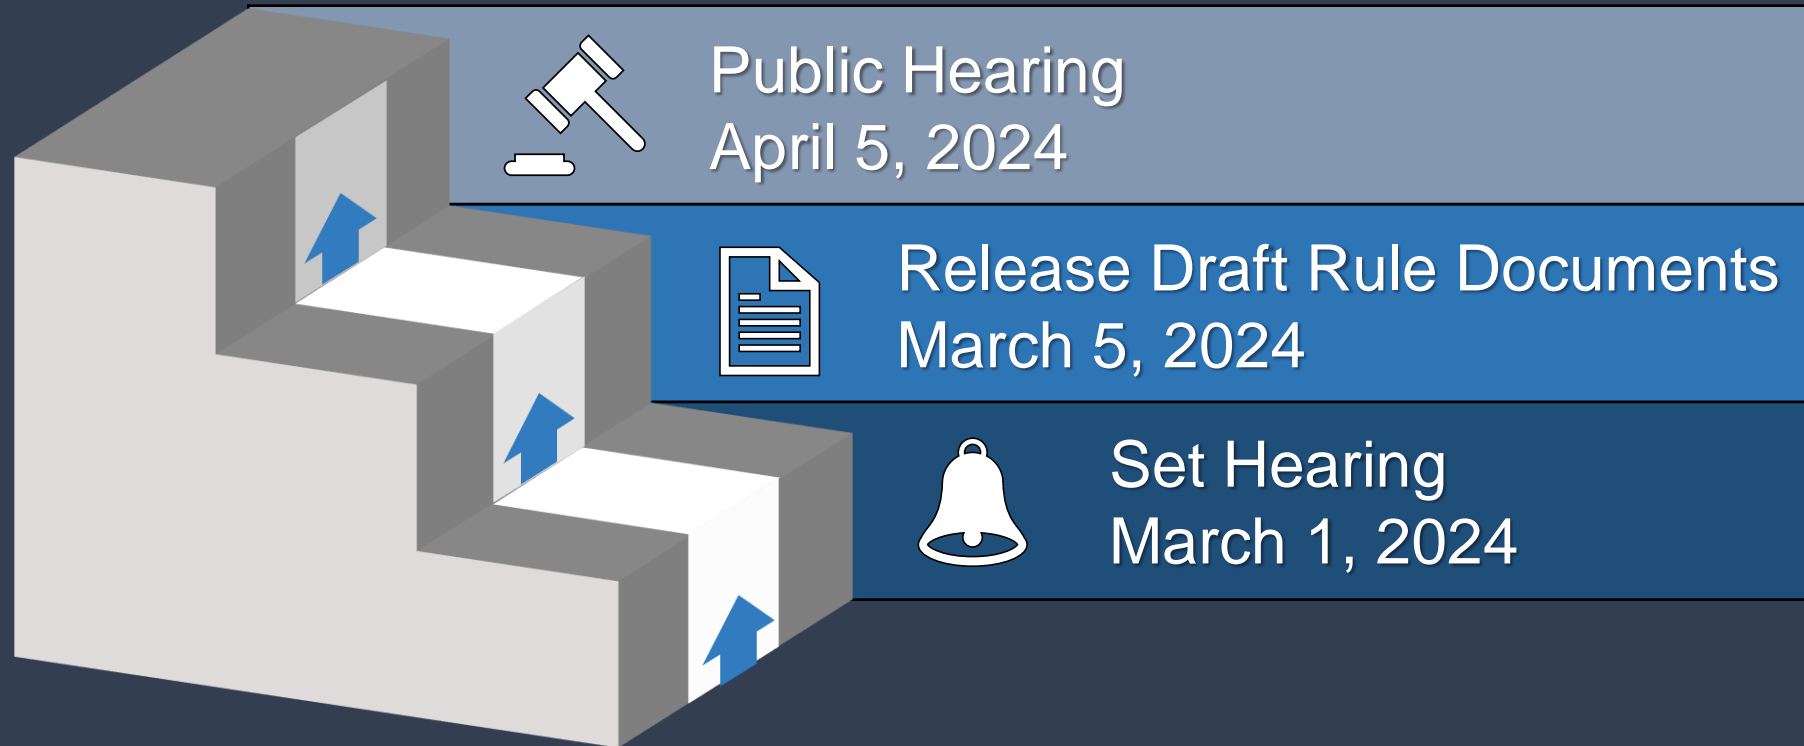 Public Hearing
April 5, 2024
Release Draft Rule Documents
March 5, 2024
Set Hearing
March 1, 2024